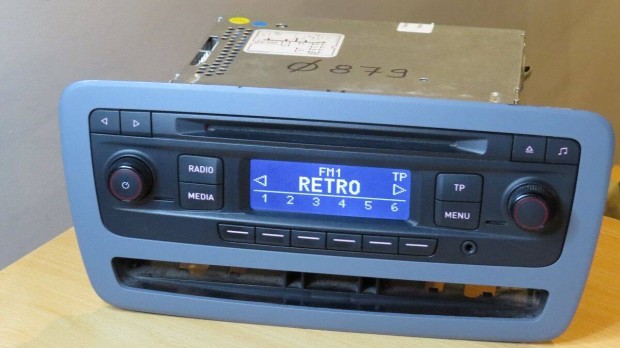 Ø879
RADIO
MEDIA
FM1
TP
RETRO
1 2 3 4 5 6
TP
MENU